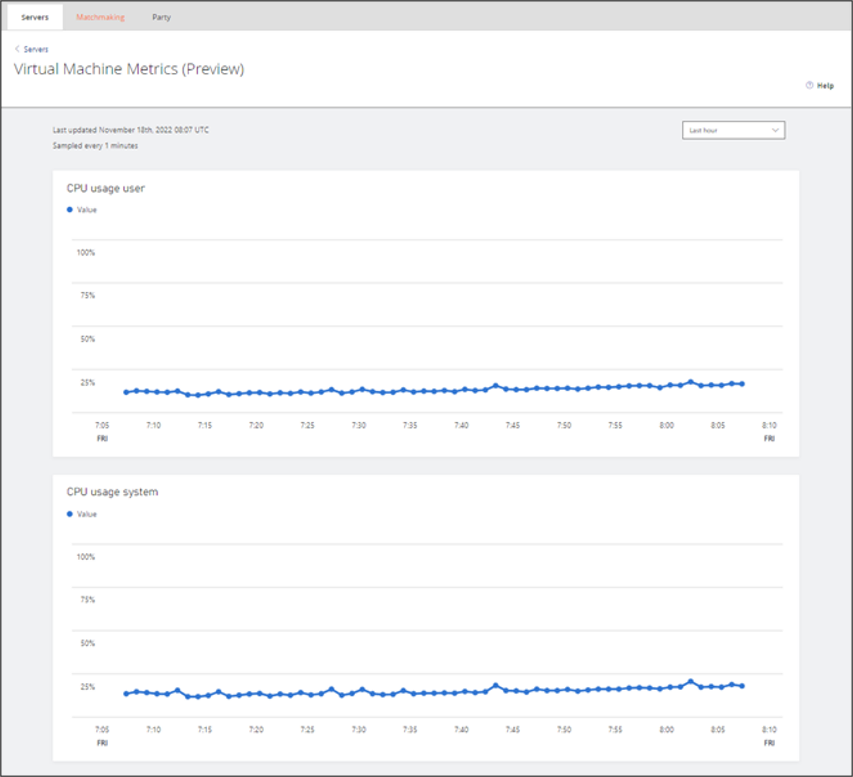 Servers Matchmaking Party
Servers
Virtual Machine Metrics (Preview)
Help
Last updated November 18th, 2022 08:07 UTC
Last hour
Sampled every 1 minutes
CPU usage user
Value
100%
75%
50%
25%
7:05 7:10 7:15 7:20 7:25 7:30 7:35 7:40 7:45 7:50 7:55 8:00 8:05 8:10
FRI FRI
CPU usage system
Value
100%
75%
50%
25%
7:05 7:10 7:15 7:20 7:25 7:30 7:35 7:40 7:45 7:50 7:55 8:00 8:05 8:10
FRI FRI